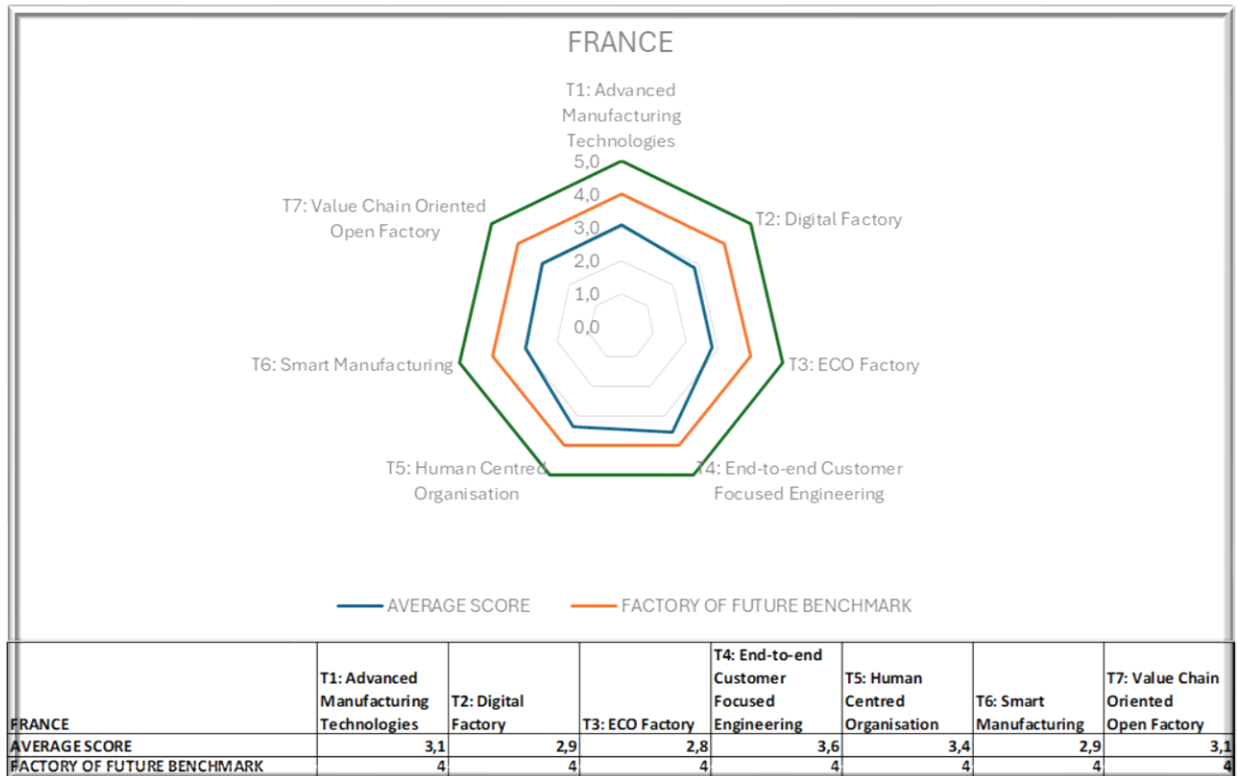 FRANCE
T1: Advanced
Manufacturing
Technologies
5,0
4,0
3,0
2,0
1,0
0,0
T2: Digital Factory
T3: ECO Factory
T4: End-to-end Customer
Focused Engineering
T5: Human Centred
Organisation
T6: Smart Manufacturing
T7: Value Chain Oriented
Open Factory
AVERAGE SCORE
FACTORY OF FUTURE BENCHMARK
FRANCE
T1: Advanced
Manufacturing
Technologies
T2: Digital
Factory
T3: ECO Factory
T4: End-to-end
Customer
Focused
Engineering
T5: Human
Centred
Organisation
T6: Smart
Manufacturing
T7: Value Chain
Oriented
Open Factory
AVERAGE SCORE 3,1 2,9 2,8 3,6 3,4 2,9 3,1
FACTORY OF FUTURE BENCHMARK 4 4 4 4 4 4 4